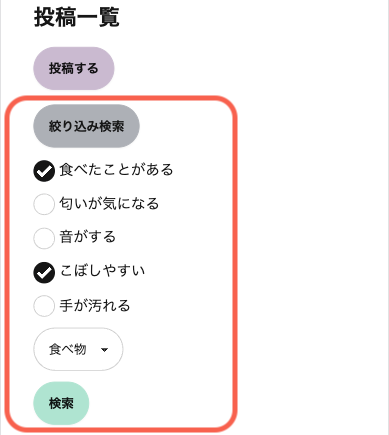 投稿一覧
投稿する
絞り込み検索
食べたことがある
匂いが気になる
音がする
こぼしやすい
手が汚れる
食べ物
検索